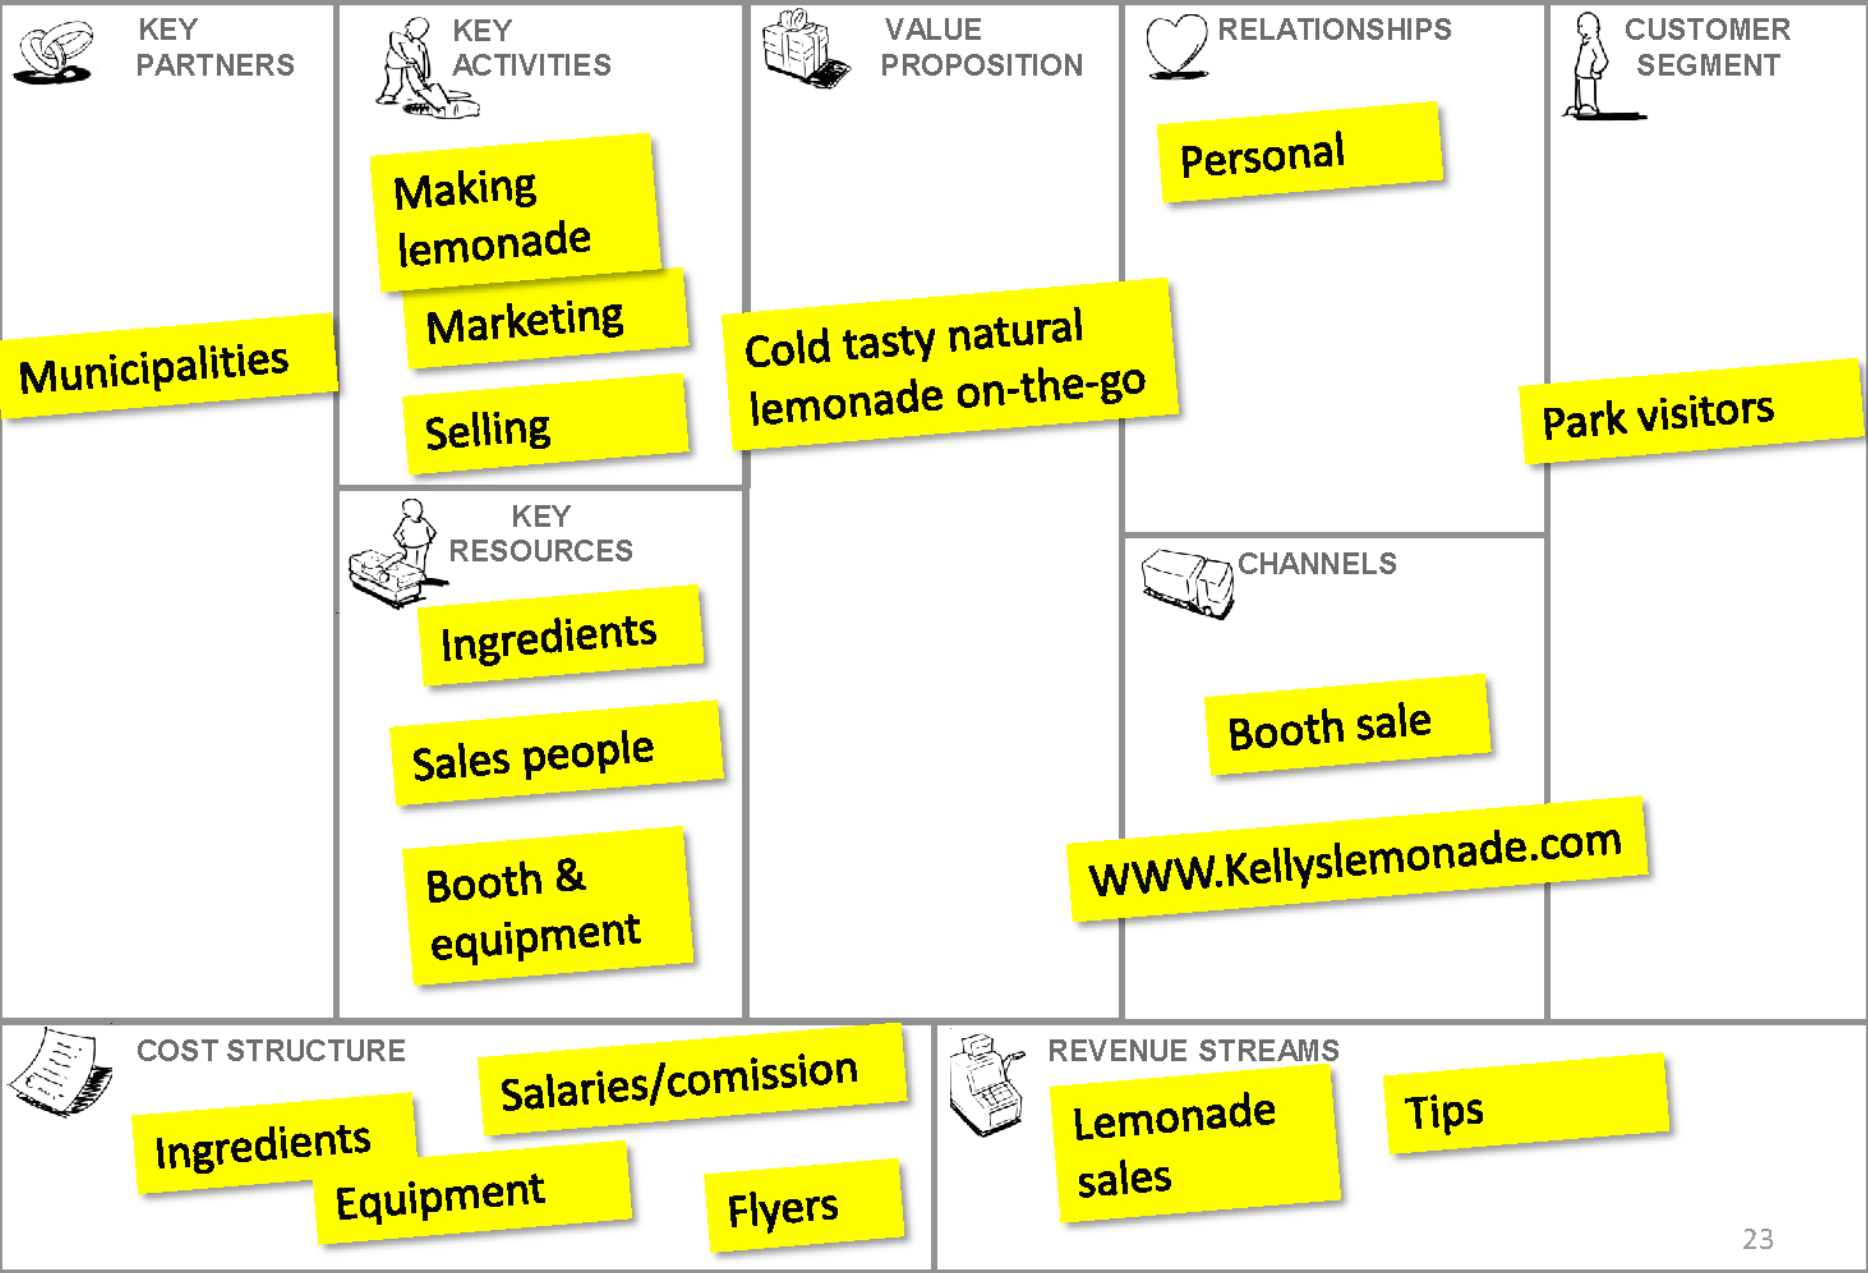 KEY
PARTNERS
Municipalities
KEY
ACTIVITIES
Making
lemonade
Marketing
Selling
KEY
RESOURCES
Ingredients
Sales people
Booth &
equipment
VALUE
PROPOSITION
Cold tasty natural
lemonade on-the-go
RELATIONSHIPS
Personal
CHANNELS
Booth sale
WWW.Kellyslemonade.com
CUSTOMER
SEGMENT
Park visitors
COST STRUCTURE
Salaries/comission
Ingredients
Equipment
Flyers
REVENUE STREAMS
Lemonade
sales
Tips
23